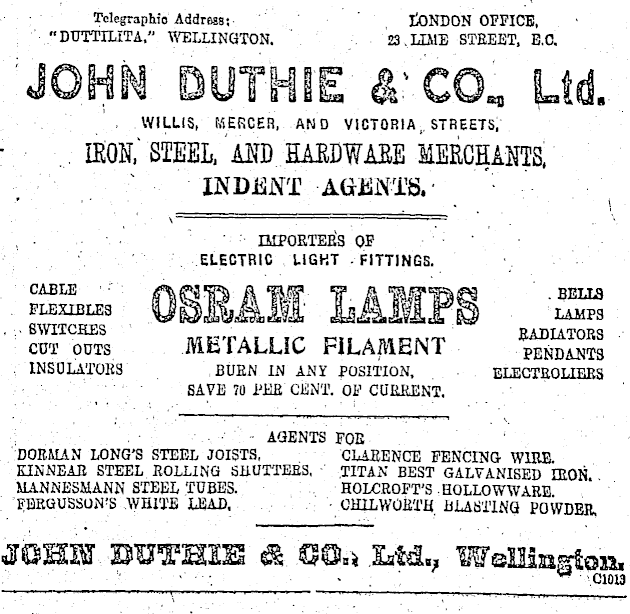 Telegraphic Address:
"DUTTILITA," WELLINGTON.
LONDON OFFICE,
23 LIME STREET, E.C.
JOHN DUTHIE & CO., Ltd.
WILLIS, MERCER, AND VICTORIA, STREETS,
IRON, STEEL, AND HARDWARE MERCHANTS,
INDENT AGENTS.
IMPORTERS OF
ELECTRIC LIGHT FITTINGS.
CABLE
FLEXIBLES
SWITCHES
CUT OUTS
INSULATORS
OSRAM LAMPS
METALLIC FILAMENT
BURN IN ANY POSITION,
SAVE 70 PER CENT. OF CURRENT.
BELLS
LAMPS
RADIATORS
PENDANTS
ELECTROLIERS
AGENTS FOR
DORMAN LONG'S STEEL JOISTS,
KINNEAR STEEL ROLLING SHUTTERS,
MANNESMANN STEEL TUBES.
FERGUSSON'S WHITE LEAD,
CLARENCE FENCING WIRE.
TITAN BEST GALVANISED IRON.
HOLCROFT'S HOLLOWWARE.
CHILWORTH BLASTING POWDER.
JOHN DUTHIE & CO., Ltd., Wellington.
C1013